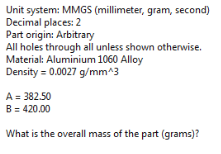 Unit system: MMGS (millimeter, gram, second)
Decimal places: 2
Part origin: Arbitrary
All holes through all unless shown otherwise.
Material: Aluminium 1060 Alloy
Density = 0.0027 g/mm^3
A = 382.50
B = 420.00
What is the overall mass of the part (grams)?